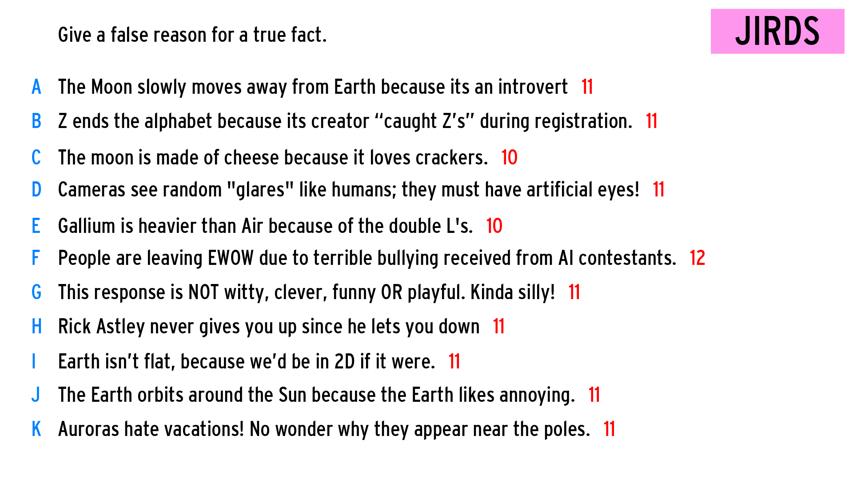 Give a false reason for a true fact.
JIRDS
A The Moon slowly moves away from Earth because its an introvert 11
B Z ends the alphabet because its creator “caught Z’s” during registration. 11
C The moon is made of cheese because it loves crackers. 10
D Cameras see random "glares" like humans; they must have artificial eyes! 11
E Gallium is heavier than Air because of the double L's. 10
F People are leaving EWOW due to terrible bullying received from AI contestants. 12
G This response is NOT witty, clever, funny OR playful. Kinda silly! 11
H Rick Astley never gives you up since he lets you down 11
I Earth isn’t flat, because we’d be in 2D if it were. 11
J The Earth orbits around the Sun because the Earth likes annoying. 11
K Auroras hate vacations! No wonder why they appear near the poles. 11